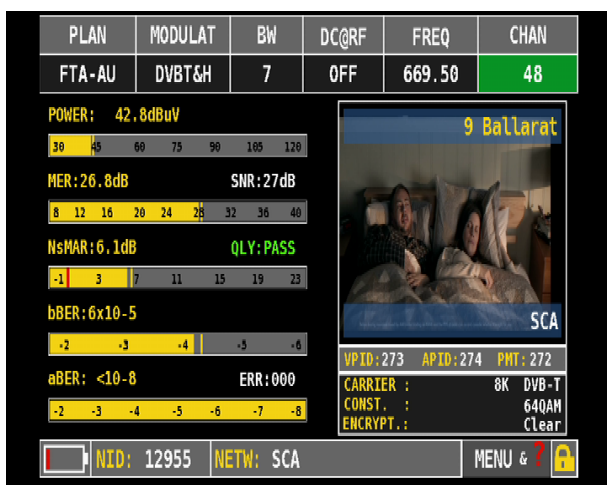 PLAN MODULAT BW DC@RF FREQ CHAN
FTA-AU DVBT&H 7 OFF 669.50 48
POWER: 42.8dBuV
30 45 60 75 90 105 120
MER:26.8dB SNR:27dB
8 12 16 20 24 28 32 36 40
NsMAR:6.1dB QLY:PASS
-1 3 7 11 15 19 23
bBER:6x10-5
-2 -3 -4 -5 -6
aBER: <10-8 ERR:000
-2 -3 -4 -5 -6 -7 -8
9 Ballarat
SCA
VPID:273 APID:274 PMT:272
CARRIER : 8K DVB-T
CONST. : 64QAM
ENCRYPT.: Clear
NID: 12955 NETW: SCA MENU & ?